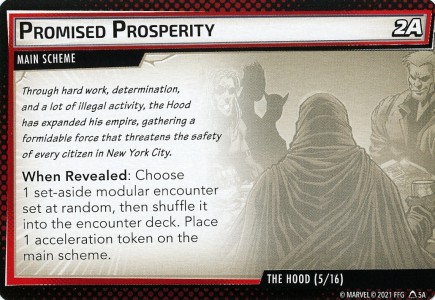 PROMISED PROSPERITY
2A
MAIN SCHEME
Through hard work, determination,
and a lot of illegal activity, the Hood
has expanded his empire, gathering a
formidable force that threatens the safety
of every citizen in New York City.
When Revealed: Choose
1 set-aside modular encounter
set at random, then shuffle it
into the encounter deck. Place
1 acceleration token on the
main scheme.
THE HOOD (5/16)
© MARVEL © 2021 FFG 5A